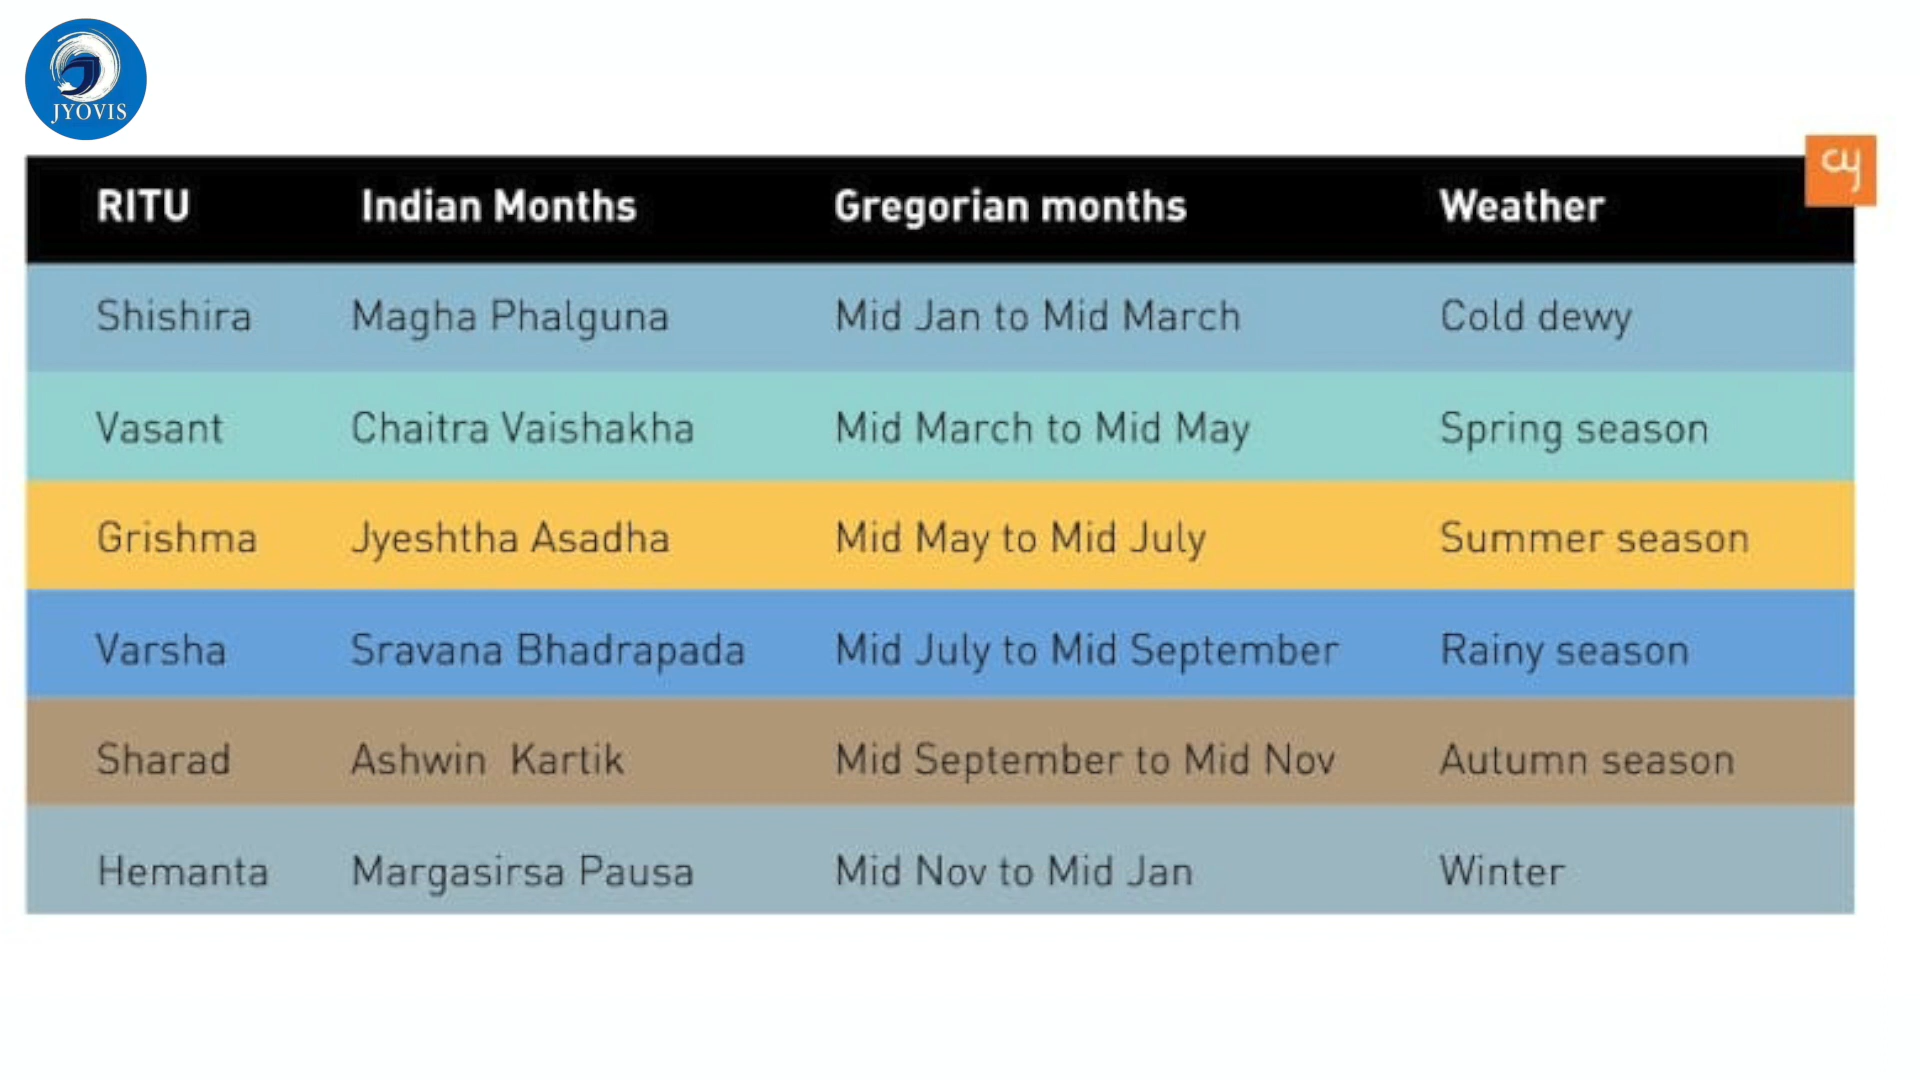 JYOVIS
cy
RITU Indian Months Gregorian months Weather
Shishira Magha Phalguna Mid Jan to Mid March Cold dewy
Vasant Chaitra Vaishakha Mid March to Mid May Spring season
Grishma Jyeshtha Asadha Mid May to Mid July Summer season
Varsha Sravana Bhadrapada Mid July to Mid September Rainy season
Sharad Ashwin Kartik Mid September to Mid Nov Autumn season
Hemanta Margasirsa Pausa Mid Nov to Mid Jan Winter